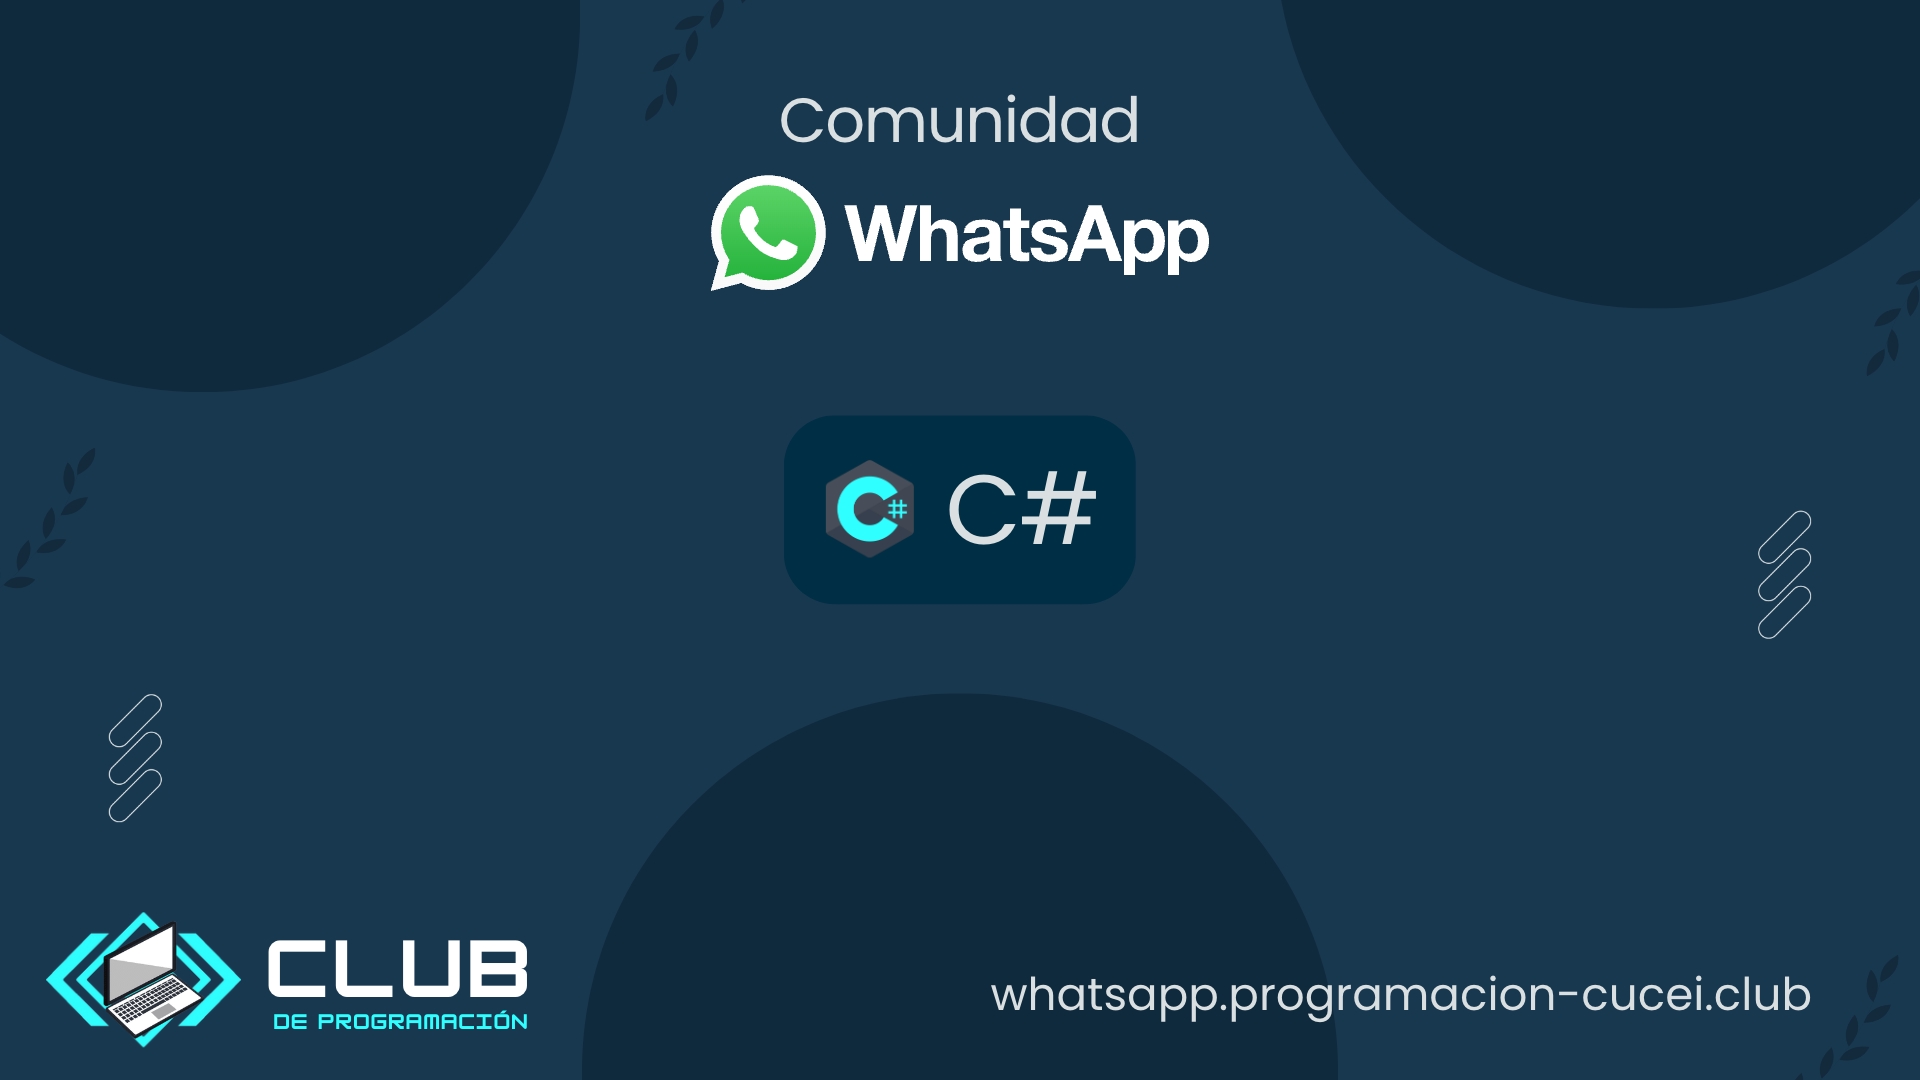 Comunidad
WhatsApp
C# C#
CLUB
DE PROGRAMACIÓN
whatsapp.programacion-cucei.club